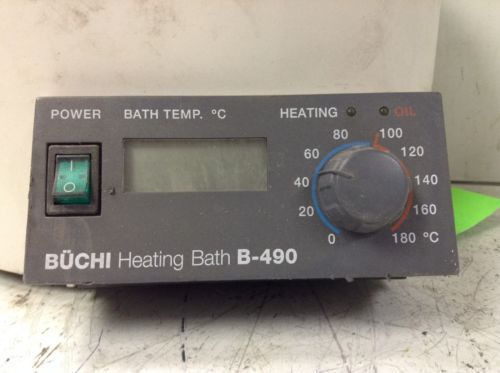 POWER
BATH TEMP. °C
HEATING
OIL
I
O
0
20
40
60
80
100
120
140
160
180 °C
BÜCHI Heating Bath B-490